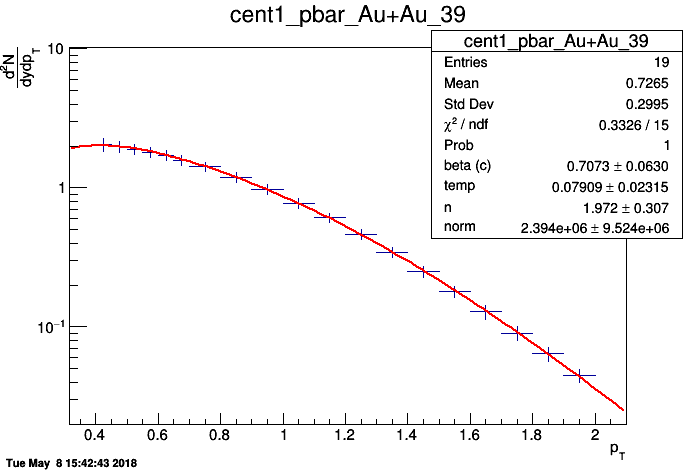 cent1_pbar_Au+Au_39
d²N
dydp_T
cent1_pbar_Au+Au_39
Entries 19
Mean 0.7265
Std Dev 0.2995
χ² / ndf 0.3326 / 15
Prob 1
beta (c) 0.7073 ± 0.0630
temp 0.07909 ± 0.02315
n 1.972 ± 0.307
norm 2.394e+06 ± 9.524e+06
10
1
10⁻¹
0.4 0.6 0.8 1 1.2 1.4 1.6 1.8 2
p_T
Tue May 8 15:42:43 2018